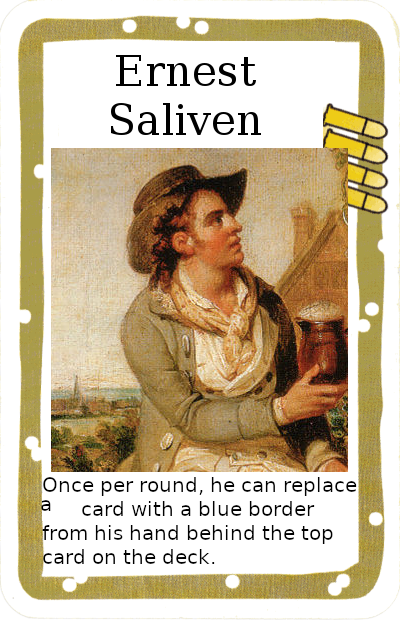 Ernest
Saliven
Once per round, he can replace
a card with a blue border
from his hand behind the top
card on the deck.